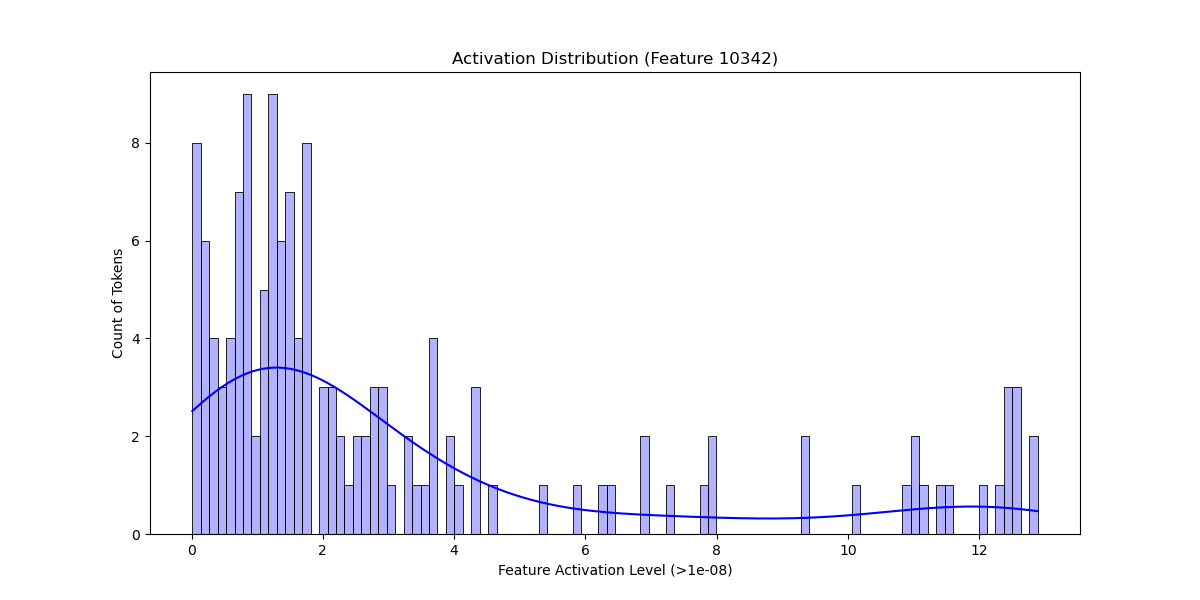 Activation Distribution (Feature 10342)
Count of Tokens
8
6
4
2
0
0 2 4 6 8 10 12
Feature Activation Level (>1e-08)